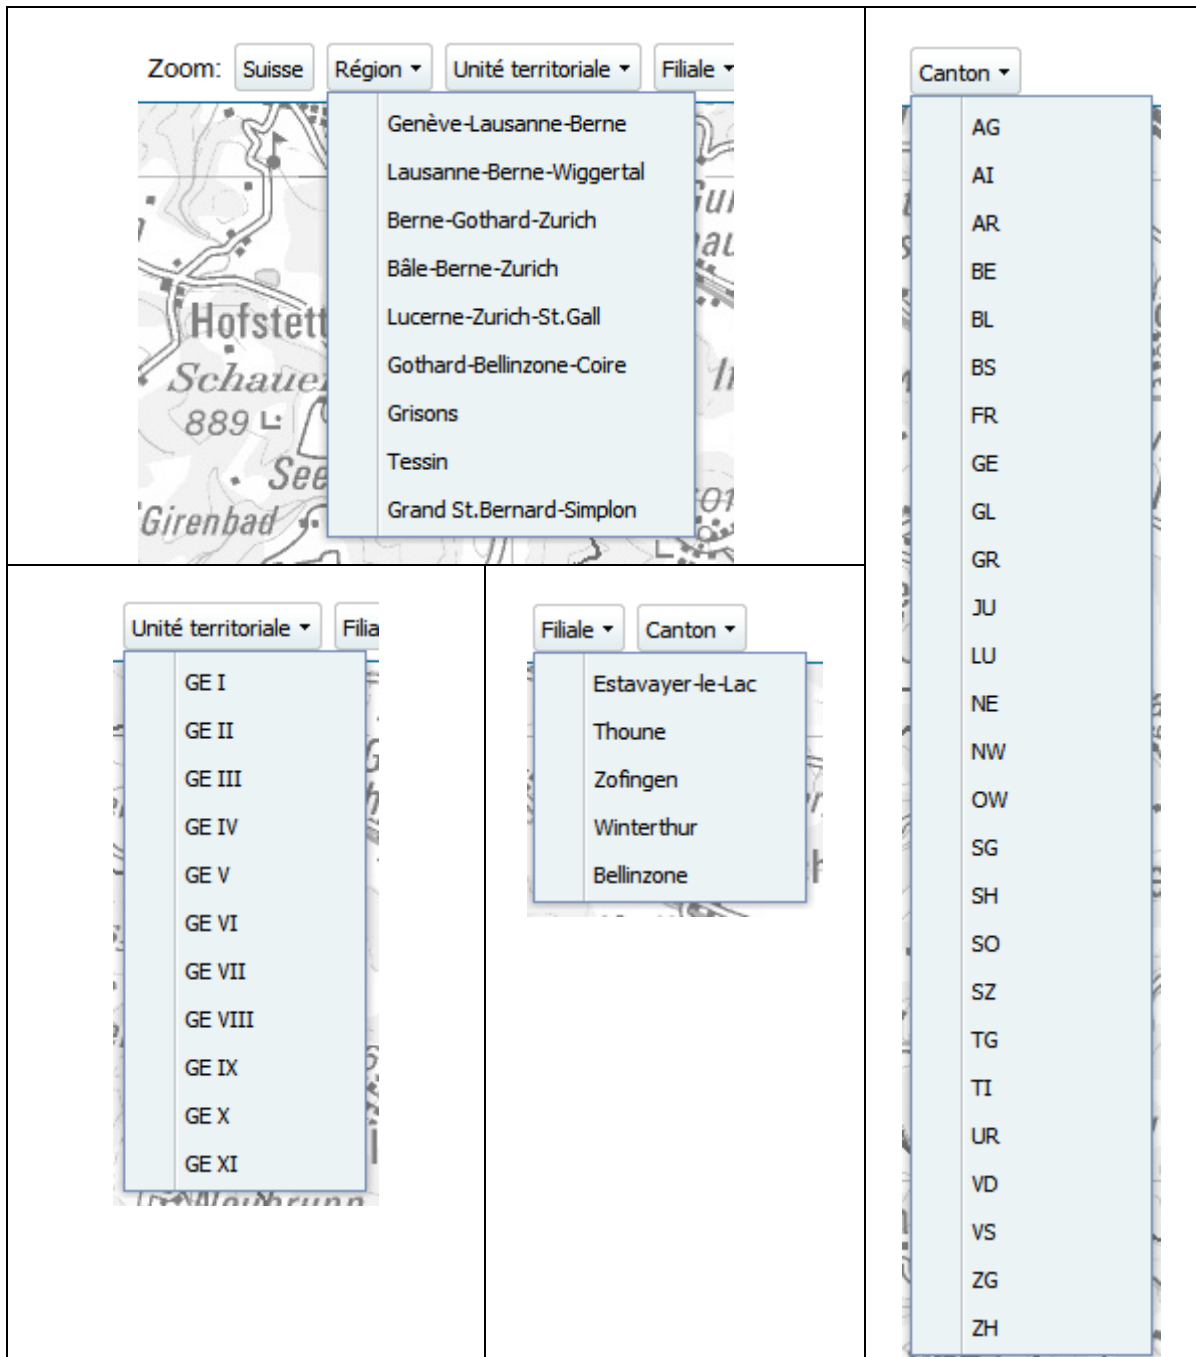 Zoom: Suisse Région Unité territoriale Filiale
Genève-Lausanne-Berne
Lausanne-Berne-Wiggertal
Berne-Gothard-Zurich
Bâle-Berne-Zurich
Lucerne-Zurich-St.Gall
Gothard-Bellinzone-Coire
Grisons
Tessin
Grand St.Bernard-Simplon
Hofstett
Schauer
889
See
Girenbad
Canton
AG
AI
AR
BE
BL
BS
FR
GE
GL
GR
JU
LU
NE
NW
OW
SG
SH
SO
SZ
TG
TI
UR
VD
VS
ZG
ZH
Unité territoriale Filia
GE I
GE II
GE III
GE IV
GE V
GE VI
GE VII
GE VIII
GE IX
GE X
GE XI
Filiale Canton
Estavayer-le-Lac
Thoune
Zofingen
Winterthur
Bellinzone